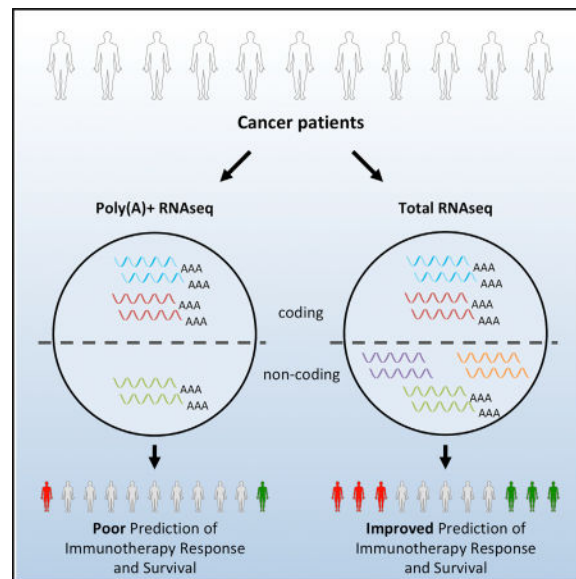 Cancer patients
Poly(A)+ RNAseq
Total RNAseq
AAA
AAA
AAA
AAA
AAA
AAA
AAA
AAA
coding
non-coding
AAA
AAA
AAA
AAA
Poor Prediction of
Immunotherapy Response
and Survival
Improved Prediction of
Immunotherapy Response
and Survival